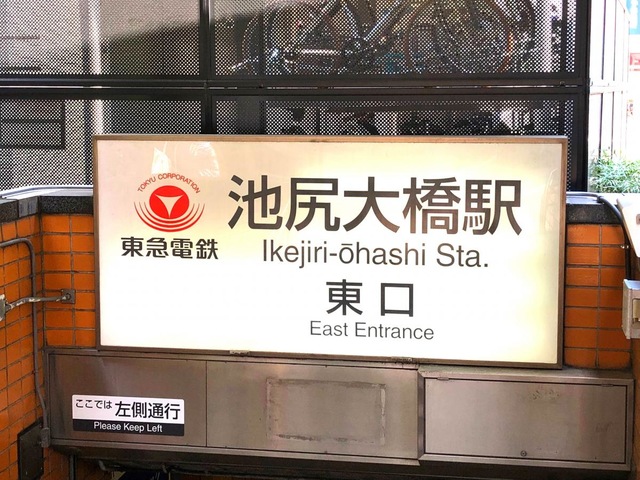 TOKYU CORPORATION
東急電鉄
池尻大橋駅
Ikejiri-ōhashi Sta.
東口
East Entrance
ここでは 左側通行
Please Keep Left